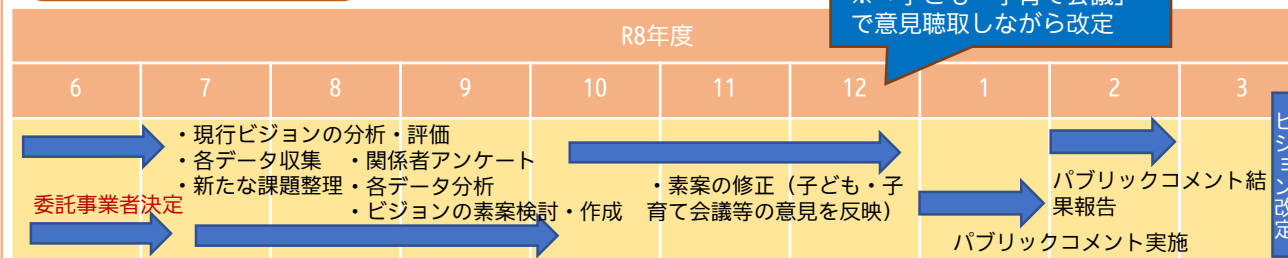 で意見聴取しながら改定
R8年度
6 7 8 9 10 11 12 1 2 3
・現行ビジョンの分析・評価
・各データ収集 ・関係者アンケート
・新たな課題整理・各データ分析
・ビジョンの素案検討・作成
委託事業者決定
・素案の修正(子ども・子
育て会議等の意見を反映)
パブリックコメント結
果報告
パブリックコメント実施
ビジョン改定